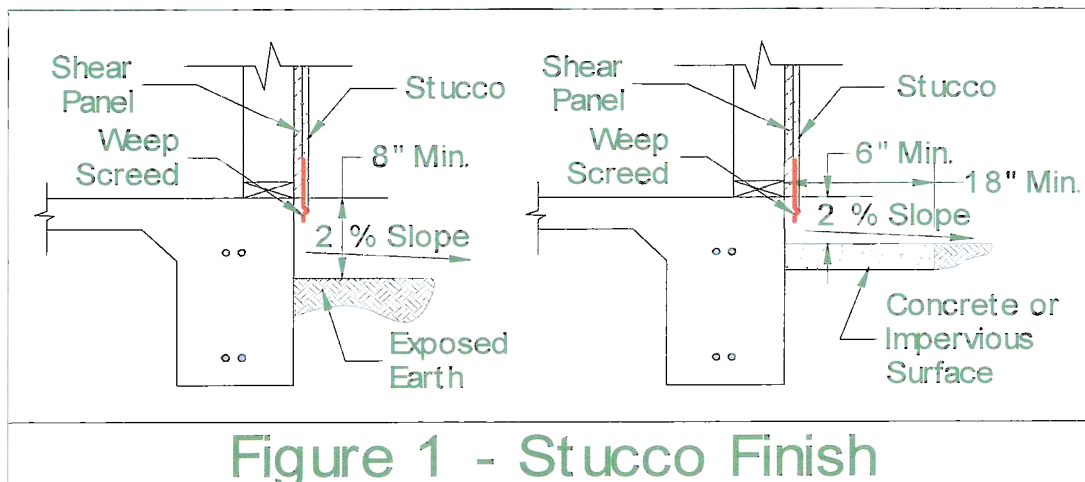 Shear
Panel
Stucco
Weep
Screed
8" Min.
2 % Slope
Exposed
Earth
Shear
Panel
Stucco
Weep
Screed
6" Min.
18" Min.
2 % Slope
Concrete or
Impervious
Surface
Figure 1 - Stucco Finish